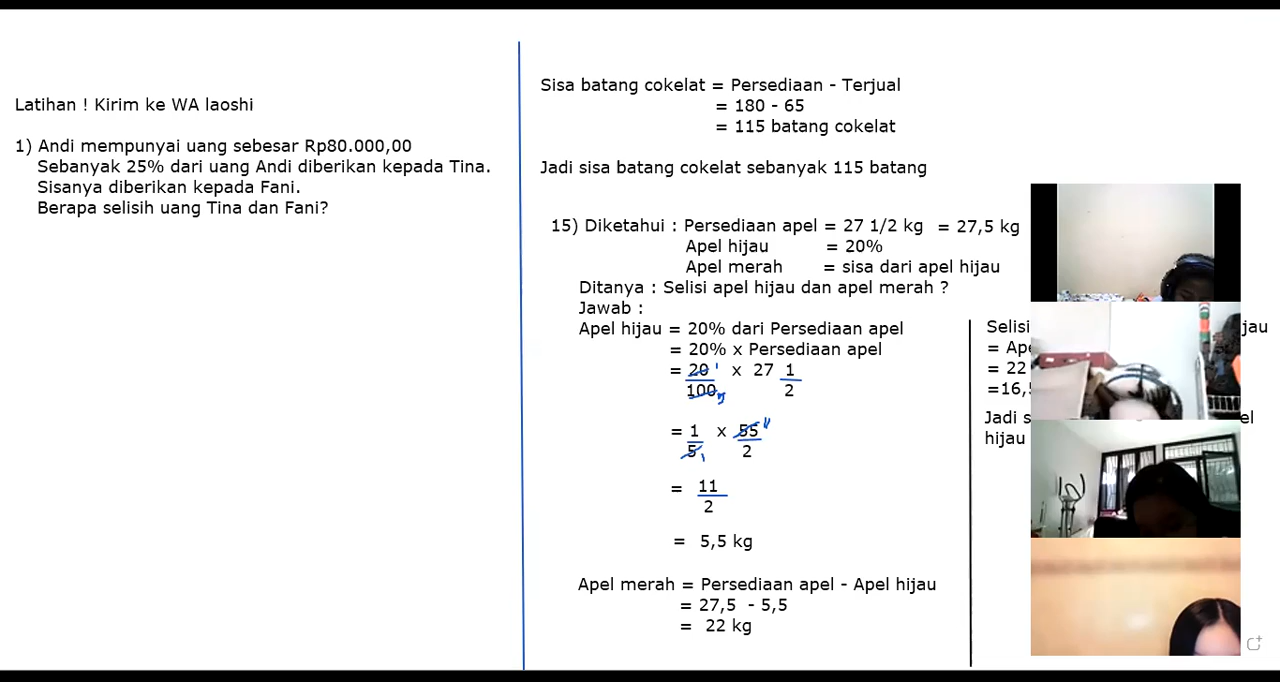 Latihan ! Kirim ke WA laoshi
1) Andi mempunyai uang sebesar Rp80.000,00
Sebanyak 25% dari uang Andi diberikan kepada Tina.
Sisanya diberikan kepada Fani.
Berapa selisih uang Tina dan Fani?
Sisa batang cokelat = Persediaan - Terjual
= 180 - 65
= 115 batang cokelat
Jadi sisa batang cokelat sebanyak 115 batang
15) Diketahui : Persediaan apel = 27 1/2 kg = 27,5 kg
Apel hijau = 20%
Apel merah = sisa dari apel hijau
Ditanya : Selisi apel hijau dan apel merah ?
Jawab :
Apel hijau = 20% dari Persediaan apel
= 20% x Persediaan apel
= 20 1 x 27 1
100 5 2
= 1 x 55 11
5 1 2
= 11
2
= 5,5 kg
Apel merah = Persediaan apel - Apel hijau
= 27,5 - 5,5
= 22 kg
Selisi
= 22
Jadi
hijau